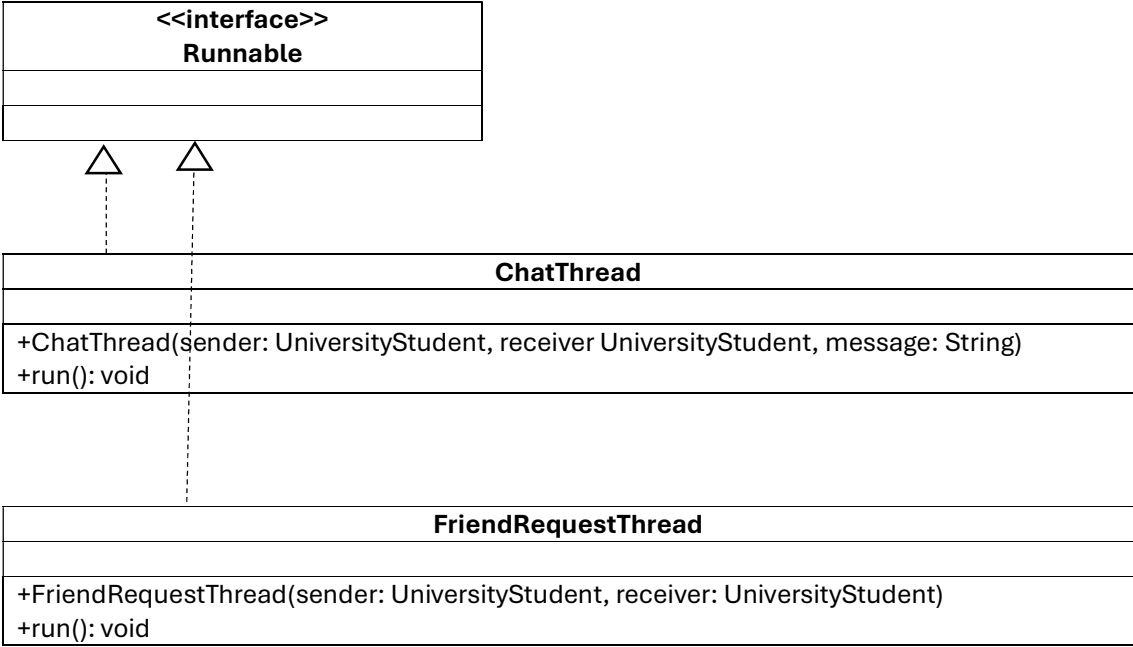 <<interface>>
Runnable
ChatThread
+ChatThread(sender: UniversityStudent, receiver UniversityStudent, message: String)
+run(): void
FriendRequestThread
+FriendRequestThread(sender: UniversityStudent, receiver: UniversityStudent)
+run(): void